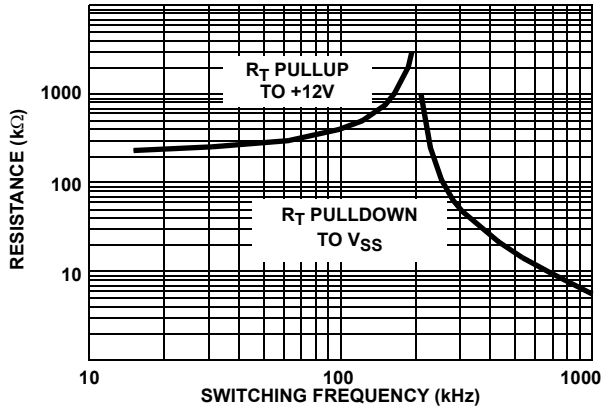 RESISTANCE (kΩ)
1000
100
10
RT PULLUP
TO +12V
RT PULLDOWN
TO VSS
10
100
1000
SWITCHING FREQUENCY (kHz)